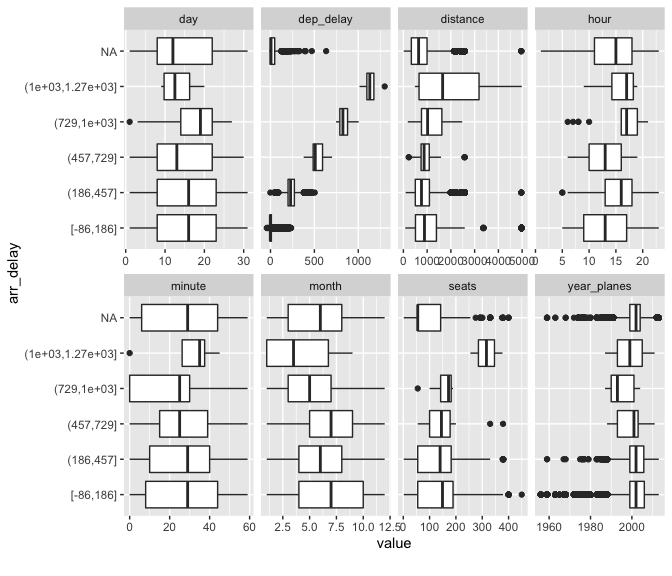 day dep_delay distance hour
NA
(1e+03,1.27e+03]
(729,1e+03]
(457,729]
(186,457]
[-86,186]
0 10 20 30 0 500 1000 0 1000 2000 3000 4000 5000 0 5 10 15 20
arr_delay
minute month seats year_planes
NA
(1e+03,1.27e+03]
(729,1e+03]
(457,729]
(186,457]
[-86,186]
0 20 40 60 2.5 5.0 7.5 10.0 12.5 0 100 200 300 400 1960 1980 2000
value